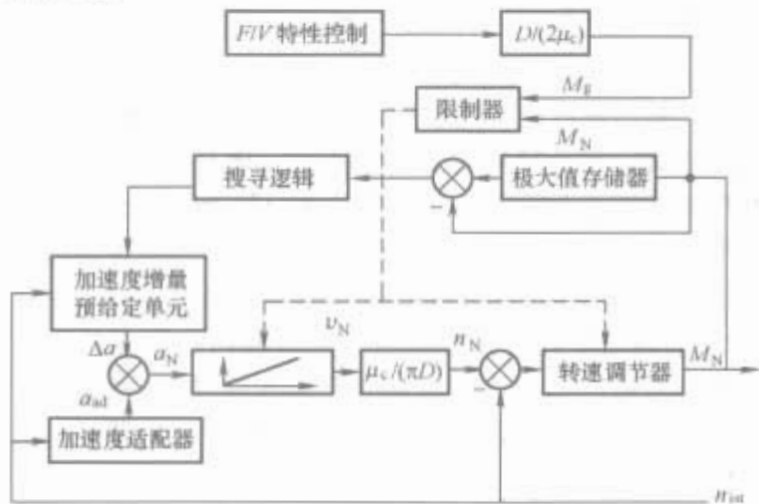 F/V 特性控制
D/(2μc)
MF
限制器
MN
搜寻逻辑
极大值存储器
加速度增量
预给定单元
υN
Δa
aN
nN
MN
μc/(πD)
转速调节器
aad
加速度适配器
nist